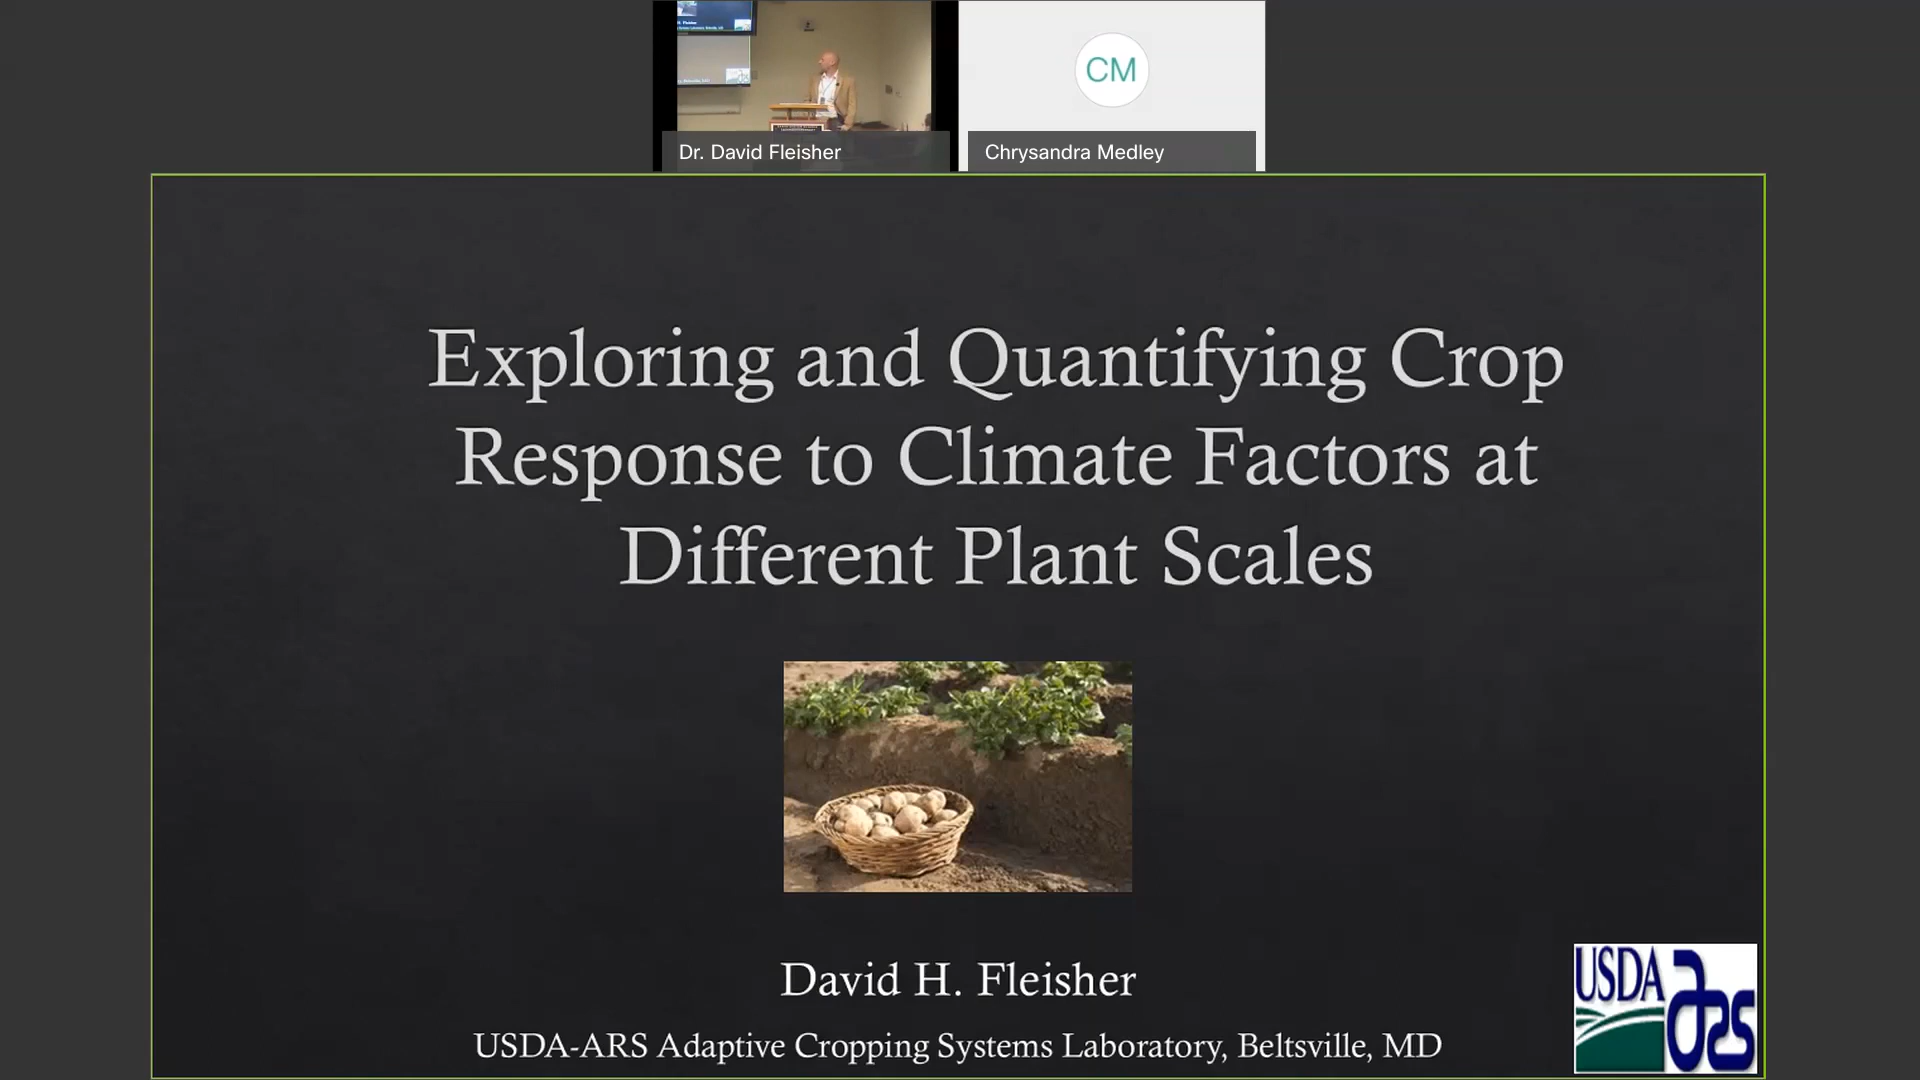 Dr. David Fleisher
CM
Chrysandra Medley
Exploring and Quantifying Crop
Response to Climate Factors at
Different Plant Scales
David H. Fleisher
USDA-ARS Adaptive Cropping Systems Laboratory, Beltsville, MD
USDA ars